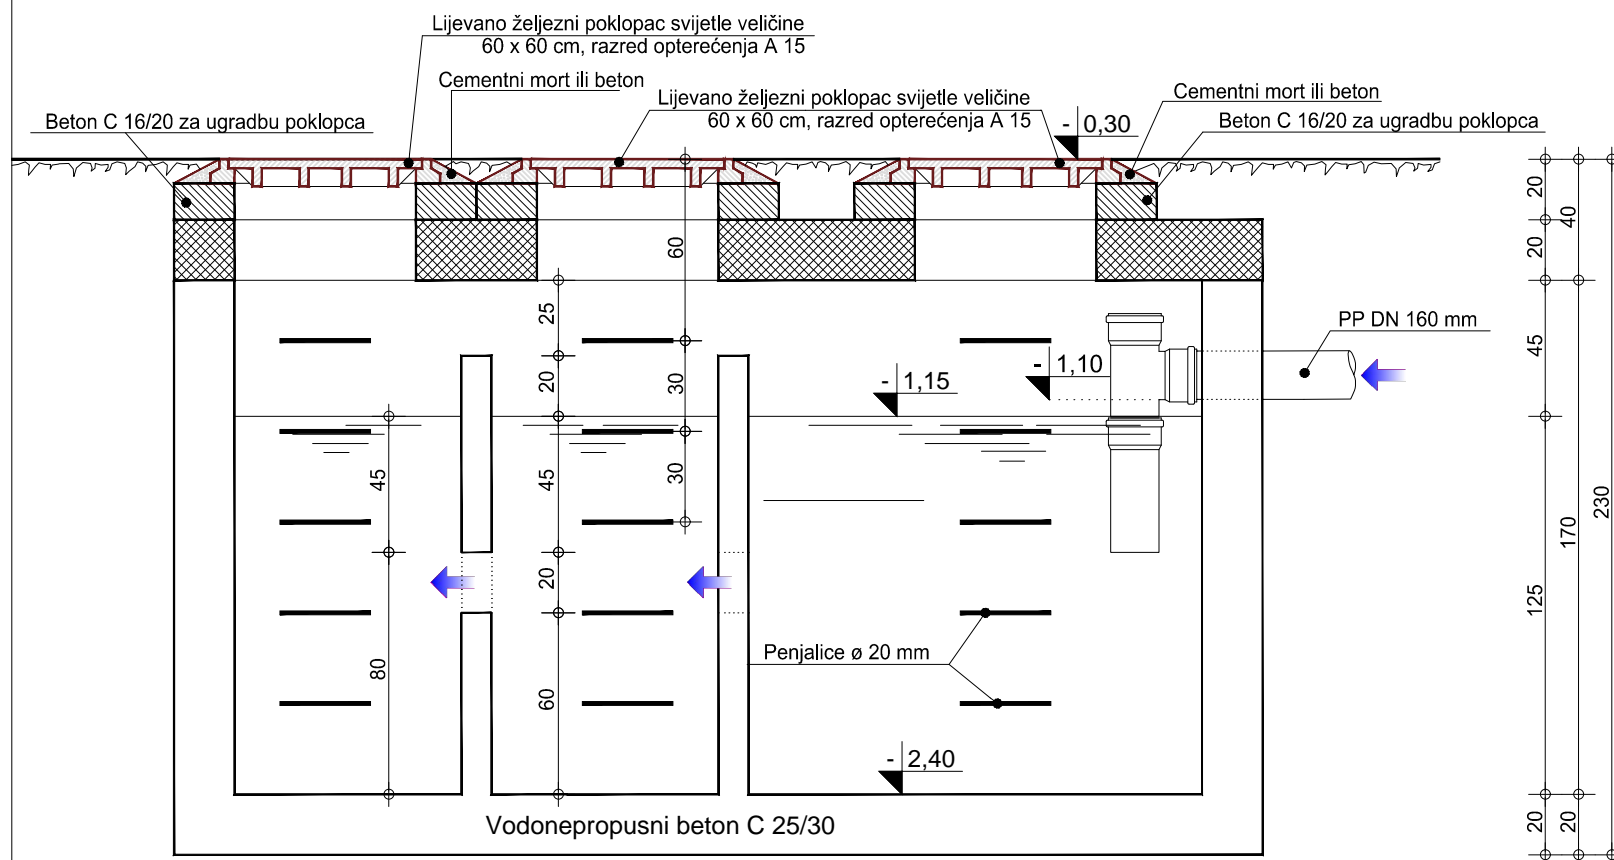 Lijevano željezni poklopac svijetle veličine
60 x 60 cm, razred opterećenja A 15
Cementni mort ili beton
Lijevano željezni poklopac svijetle veličine
60 x 60 cm, razred opterećenja A 15
Cementni mort ili beton
Beton C 16/20 za ugradbu poklopca
Beton C 16/20 za ugradbu poklopca
- 0,30
20
40
20
60
25
PP DN 160 mm
45
20
30
- 1,15
- 1,10
45
45
30
170
230
20
125
80
60
Penjalice ø 20 mm
- 2,40
Vodonepropusni beton C 25/30
20
20